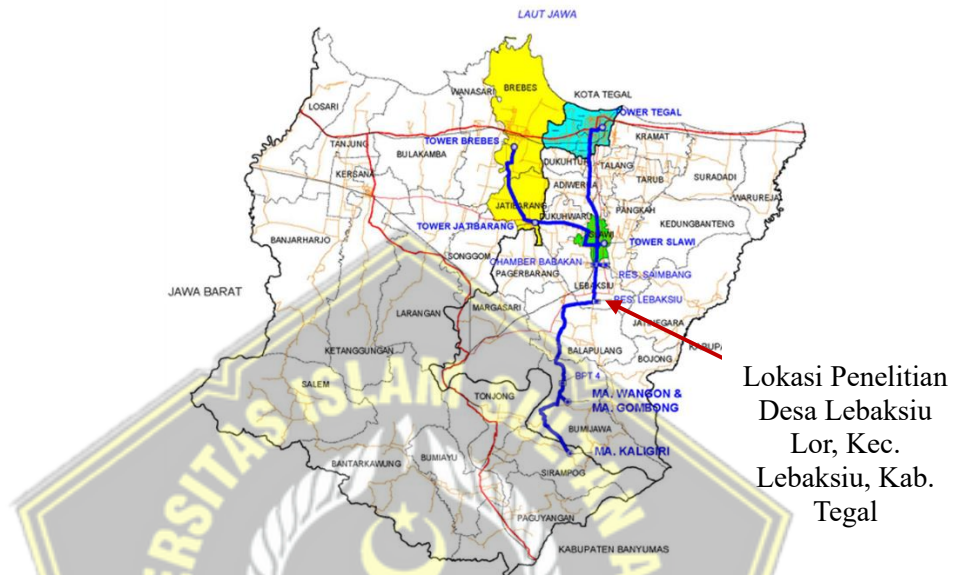 LAUT JAWA
WANASARI
BREBES
KOTA TEGAL
LOSARI
TOWER TEGAL
KRAMAT
TOWER BREBES
TANJUNG
BULAKAMBA
DUKUHTURI
TALANG
KERSANA
ADIWERNA
TARUB
SURADADI
WARUREJA
JATIBARANG
DUKUHWARU
PANGKAH
KEDUNGBANTENG
TOWER JATIBARANG
SLAWI
TOWER SLAWI
BANJARHARJO
SONGGOM
CHAMBER BABAKAN
PAGERBARANG
RES. SAIMBANG
LEBAKSIU
RES. LEBAKSIU
JAWA BARAT
MARGASARI
LARANGAN
JATINEGARA
KETANGGUNGAN
BALAPULANG
BOJONG
Lokasi Penelitian
Desa Lebaksiu
Lor, Kec.
Lebaksiu, Kab.
Tegal
SALEM
BPT 4
TONJONG
MA. WANGON &
MA. GOMBONG
BUMIJAWA
MA. KALIGIRI
BANTARKAWUNG
BUMIAYU
SIRAMPOG
PAGUYANGAN
KABUPATEN BANYUMAS